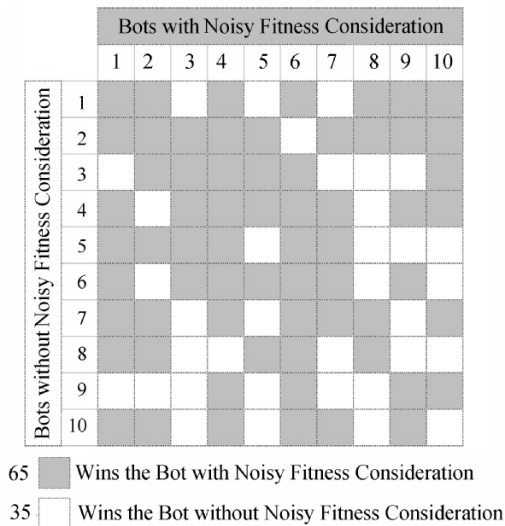 Bots with Noisy Fitness Consideration
1 2 3 4 5 6 7 8 9 10
Bots without Noisy Fitness Consideration
1
2
3
4
5
6
7
8
9
10
65 Wins the Bot with Noisy Fitness Consideration
35 Wins the Bot without Noisy Fitness Consideration